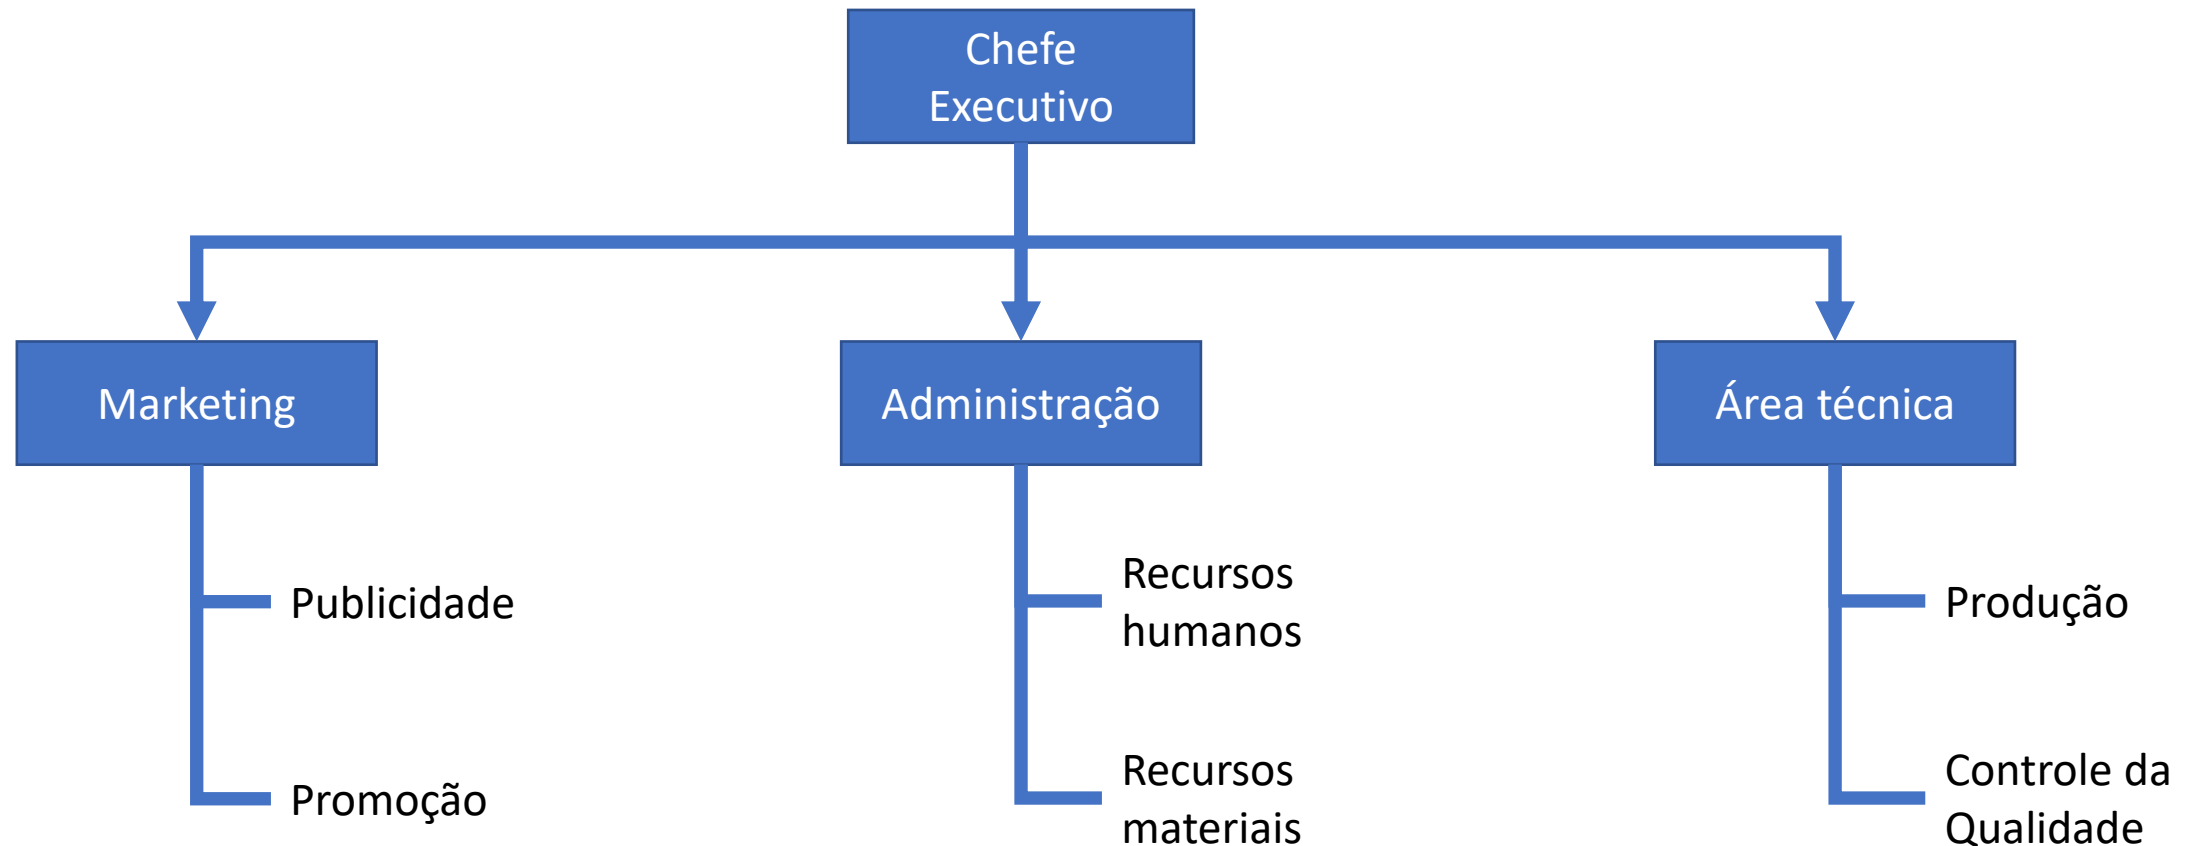 Chefe
Executivo
Marketing
Administração
Área técnica
Publicidade
Promoção
Recursos
humanos
Recursos
materiais
Produção
Controle da
Qualidade